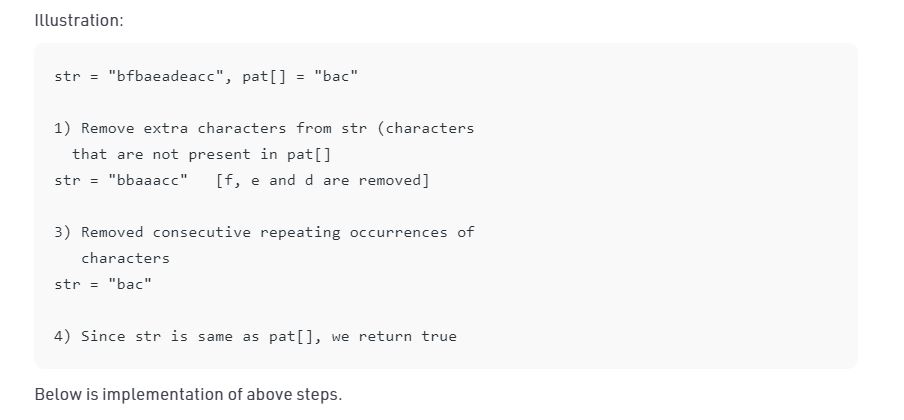 Illustration:
str = "bfbaeadeacc", pat[] = "bac"
1) Remove extra characters from str (characters
that are not present in pat[]
str = "bbaaacc" [f, e and d are removed]
3) Removed consecutive repeating occurrences of
characters
str = "bac"
4) Since str is same as pat[], we return true
Below is implementation of above steps.